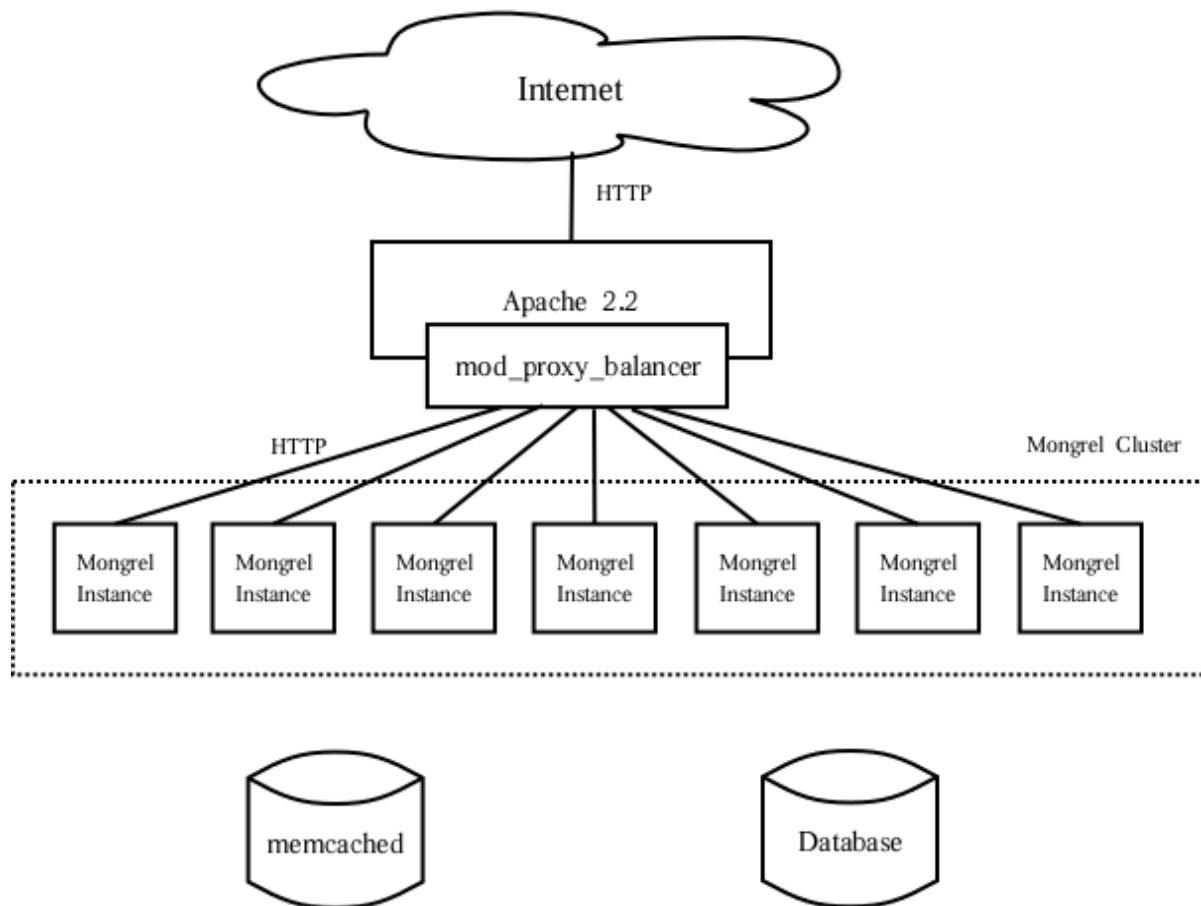 Internet
HTTP
Apache 2.2
mod_proxy_balancer
HTTP
Mongrel Cluster
Mongrel
Instance
Mongrel
Instance
Mongrel
Instance
Mongrel
Instance
Mongrel
Instance
Mongrel
Instance
Mongrel
Instance
memcached
Database